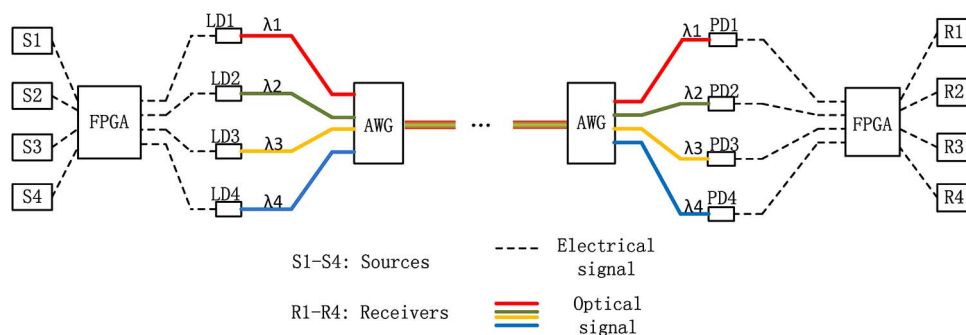 S1
S2
S3
S4
FPGA
LD1
LD2
LD3
LD4
λ1
λ2
λ3
λ4
AWG
...
AWG
λ1
λ2
λ3
λ4
PD1
PD2
PD3
PD4
FPGA
R1
R2
R3
R4
S1-S4: Sources
Electrical
signal
R1-R4: Receivers
Optical
signal